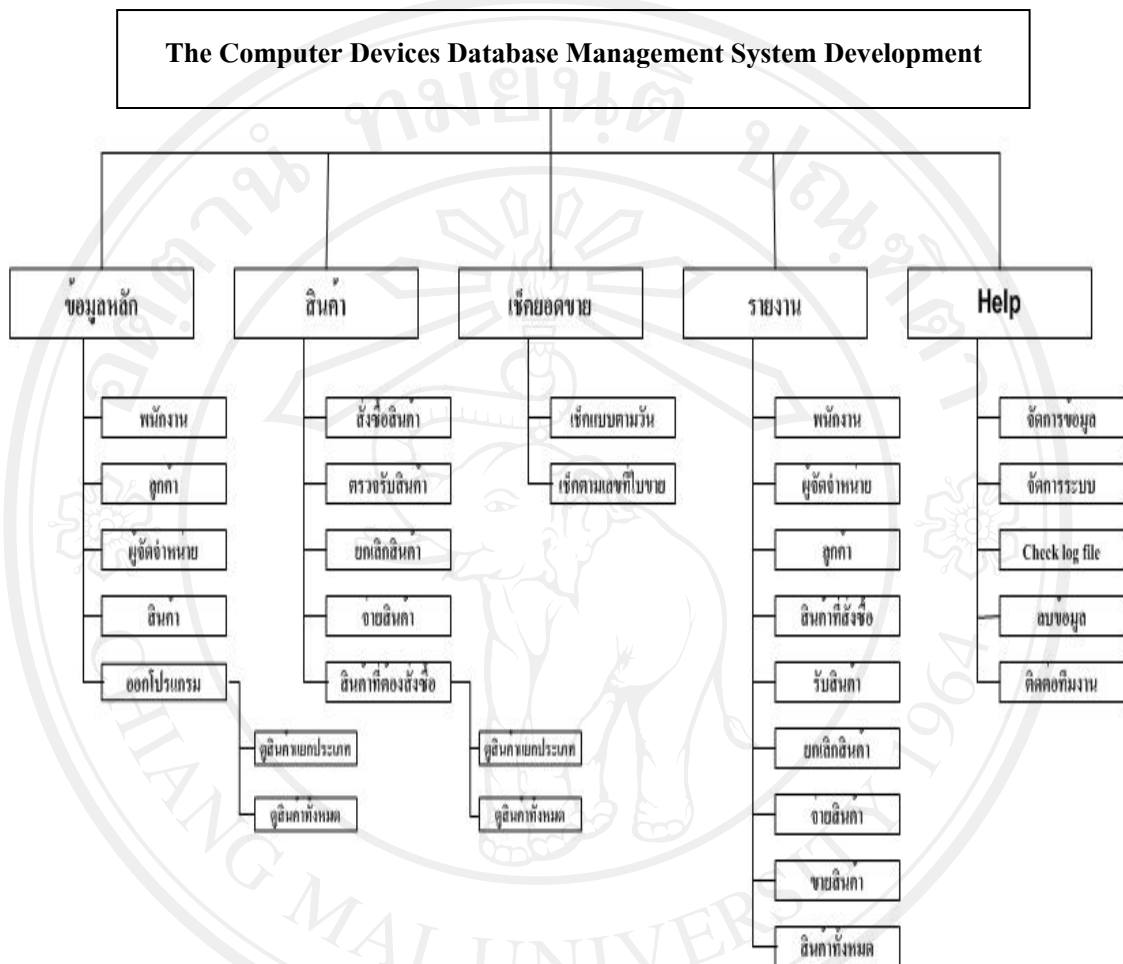 The Computer Devices Database Management System Development
ข้อมูลหลัก
พนักงาน
ลูกค้า
ผู้จัดจำหน่าย
สินค้า
ออกโปรแกรม
ดูสินค้าแยกประเภท
ดูสินค้าทั้งหมด
สินค้า
สั่งซื้อสินค้า
ตรวจรับสินค้า
ยกเลิกสินค้า
จ่ายสินค้า
สินค้าที่ต้องสั่งซื้อ
ดูสินค้าแยกประเภท
ดูสินค้าทั้งหมด
เช็คยอดขาย
เช็กแบบตามวัน
เช็กตามเลขที่ใบขาย
รายงาน
พนักงาน
ผู้จัดจำหน่าย
ลูกค้า
สินค้าที่สั่งซื้อ
รับสินค้า
ยกเลิกสินค้า
จ่ายสินค้า
ขายสินค้า
สินค้าทั้งหมด
Help
จัดการข้อมูล
จัดการระบบ
Check log file
ลบข้อมูล
ติดต่อทีมงาน
CHIANG MAI UNIVERSITY 1964